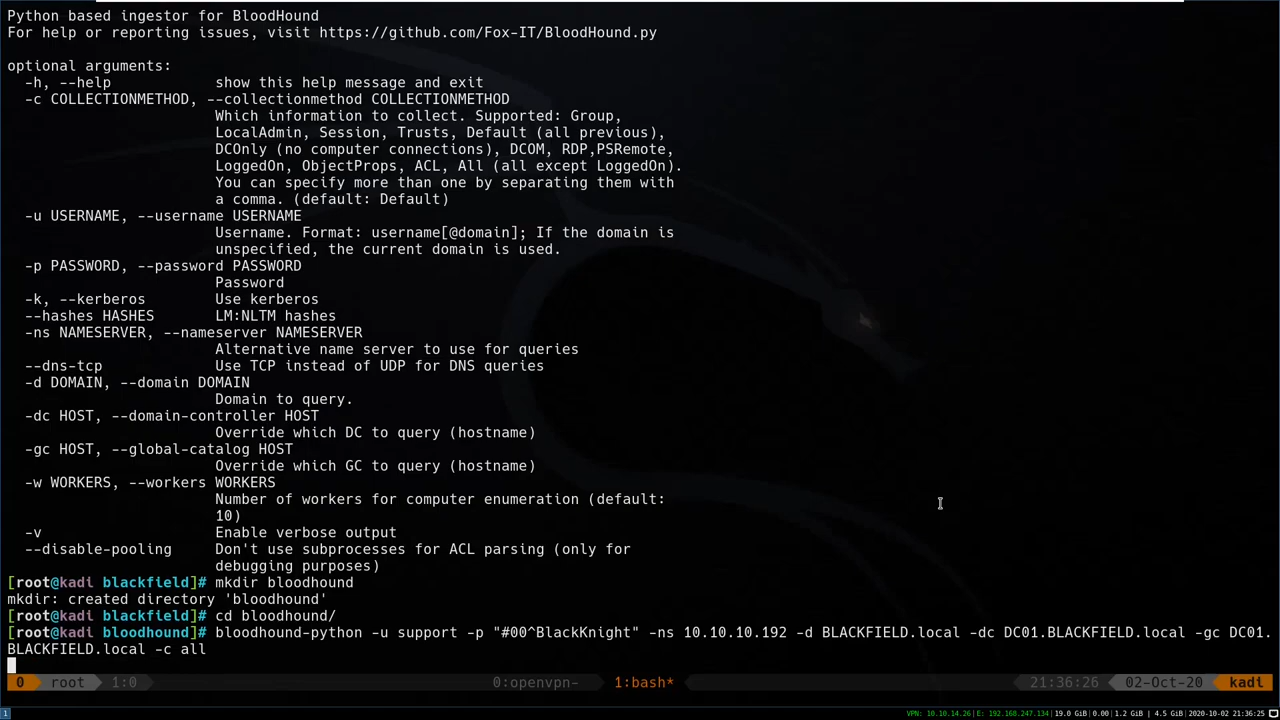 Python based ingestor for BloodHound
For help or reporting issues, visit https://github.com/Fox-IT/BloodHound.py
optional arguments:
  -h, --help            show this help message and exit
  -c COLLECTIONMETHOD, --collectionmethod COLLECTIONMETHOD
                        Which information to collect. Supported: Group,
                        LocalAdmin, Session, Trusts, Default (all previous),
                        DCOnly (no computer connections), DCOM, RDP,PSRemote,
                        LoggedOn, ObjectProps, ACL, All (all except LoggedOn).
                        You can specify more than one by separating them with
                        a comma. (default: Default)
  -u USERNAME, --username USERNAME
                        Username. Format: username[@domain]; If the domain is
                        unspecified, the current domain is used.
  -p PASSWORD, --password PASSWORD
                        Password
  -k, --kerberos        Use kerberos
  --hashes HASHES       LM:NLTM hashes
  -ns NAMESERVER, --nameserver NAMESERVER
                        Alternative name server to use for queries
  --dns-tcp             Use TCP instead of UDP for DNS queries
  -d DOMAIN, --domain DOMAIN
                        Domain to query.
  -dc HOST, --domain-controller HOST
                        Override which DC to query (hostname)
  -gc HOST, --global-catalog HOST
                        Override which GC to query (hostname)
  -w WORKERS, --workers WORKERS
                        Number of workers for computer enumeration (default:
                        10)
  -v                    Enable verbose output
  --disable-pooling     Don't use subprocesses for ACL parsing (only for
                        debugging purposes)
[root@kadi blackfield]# mkdir bloodhound
mkdir: created directory 'bloodhound'
[root@kadi blackfield]# cd bloodhound/
[root@kadi bloodhound]# bloodhound-python -u support -p "#00^BlackKnight" -ns 10.10.10.192 -d BLACKFIELD.local -dc DC01.BLACKFIELD.local -gc DC01.
BLACKFIELD.local -c all
0 root 1:0 0:openvpn- 1:bash* 21:36:26 02-Oct-20 kadi
1 VPN: 10.10.14.26 | E: 192.168.247.134 | 19.0 GiB | 0.00 | 1.2 GiB | 4.5 GiB | 2020-10-02 21:36:25